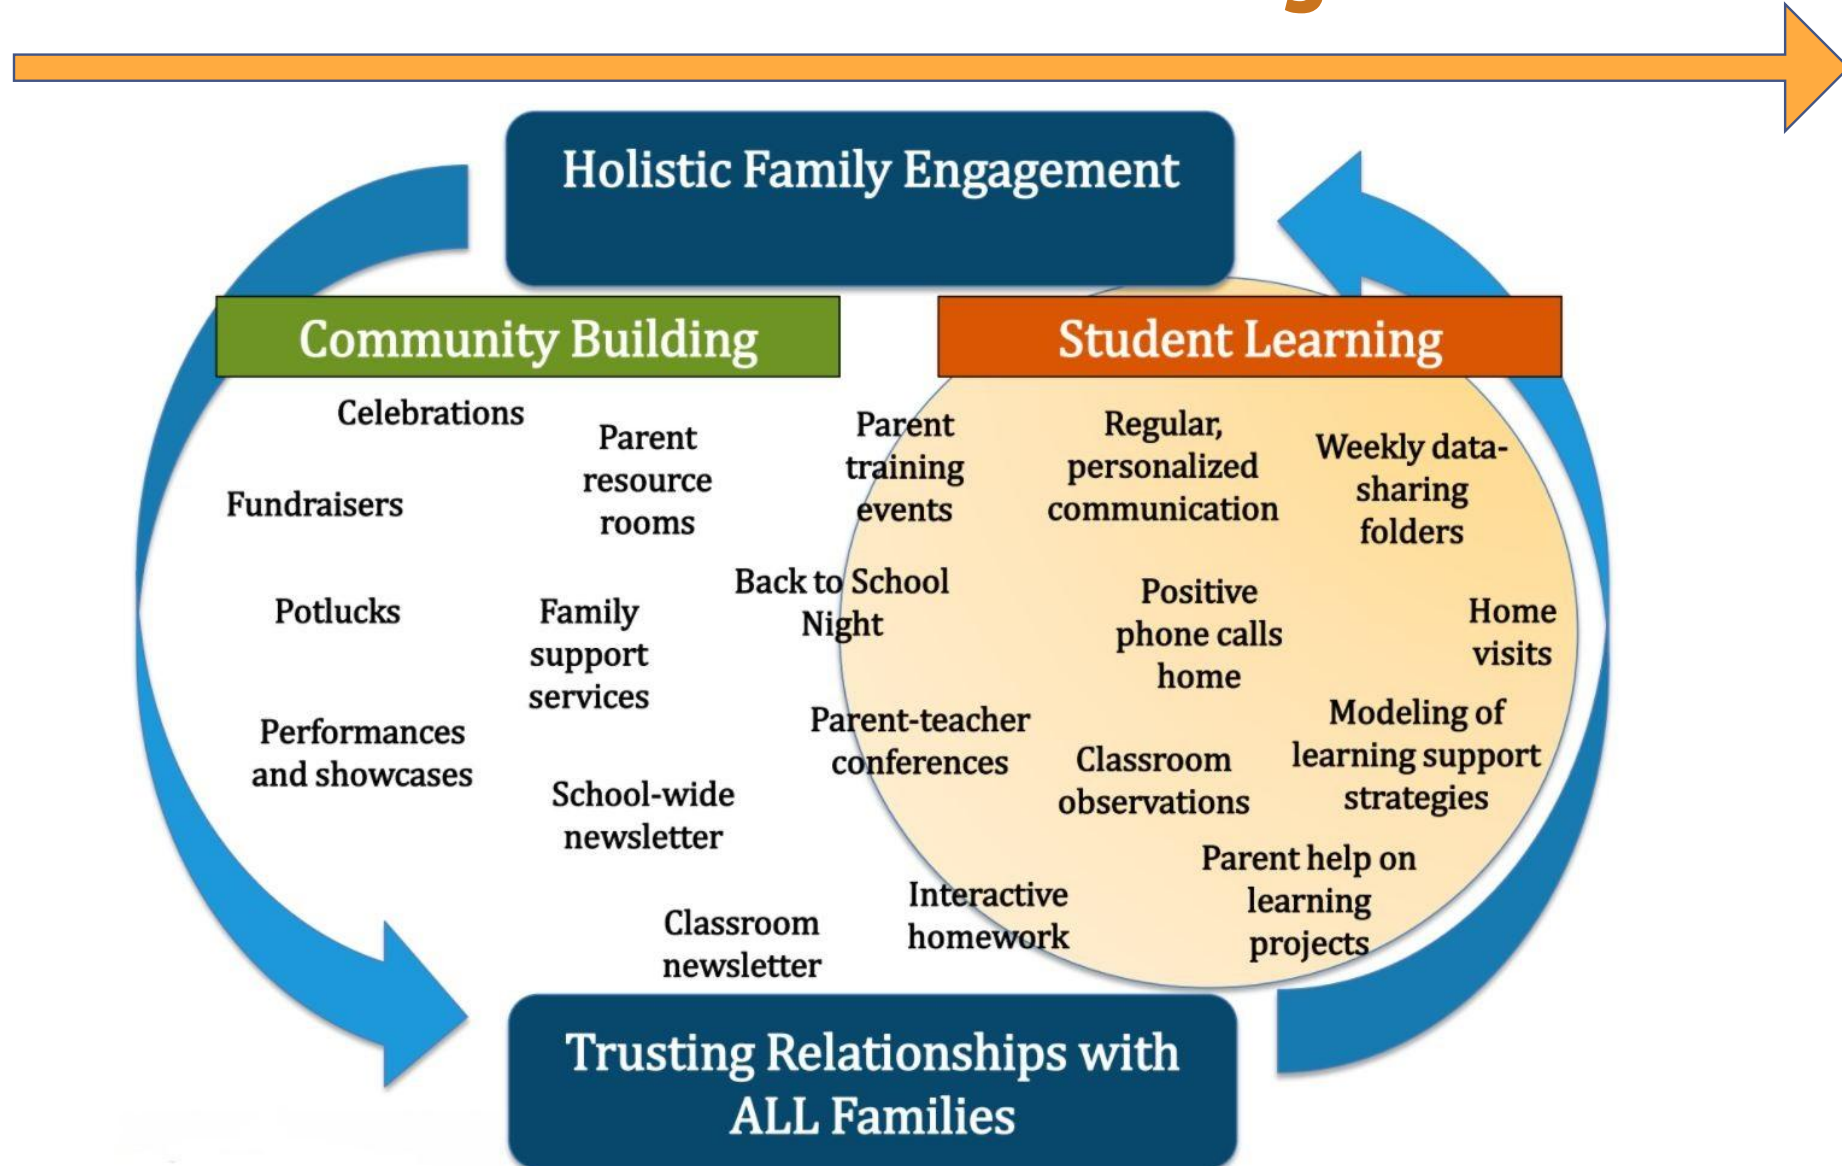 Holistic Family Engagement
Community Building
Student Learning
Celebrations
Fundraisers
Potlucks
Performances
and showcases
Parent
resource
rooms
Family
support
services
School-wide
newsletter
Classroom
newsletter
Parent
training
events
Back to School
Night
Parent-teacher
conferences
Interactive
homework
Regular,
personalized
communication
Positive
phone calls
home
Classroom
observations
Weekly data-
sharing
folders
Home
visits
Modeling of
learning support
strategies
Parent help on
learning
projects
Trusting Relationships with
ALL Families